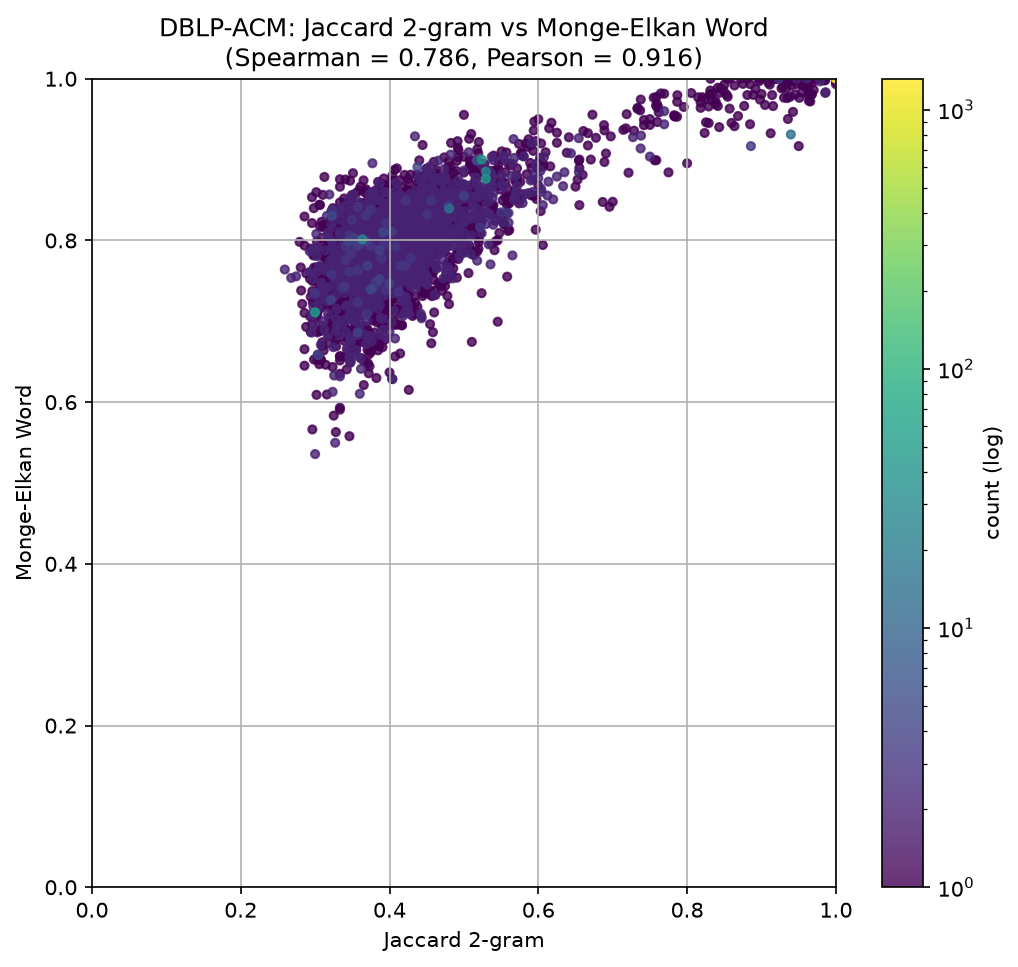 DBLP-ACM: Jaccard 2-gram vs Monge-Elkan Word
(Spearman = 0.786, Pearson = 0.916)
1.0
0.8
0.6
0.4
0.2
0.0
Monge-Elkan Word
0.0 0.2 0.4 0.6 0.8 1.0
Jaccard 2-gram
10³
10²
10¹
10⁰
count (log)